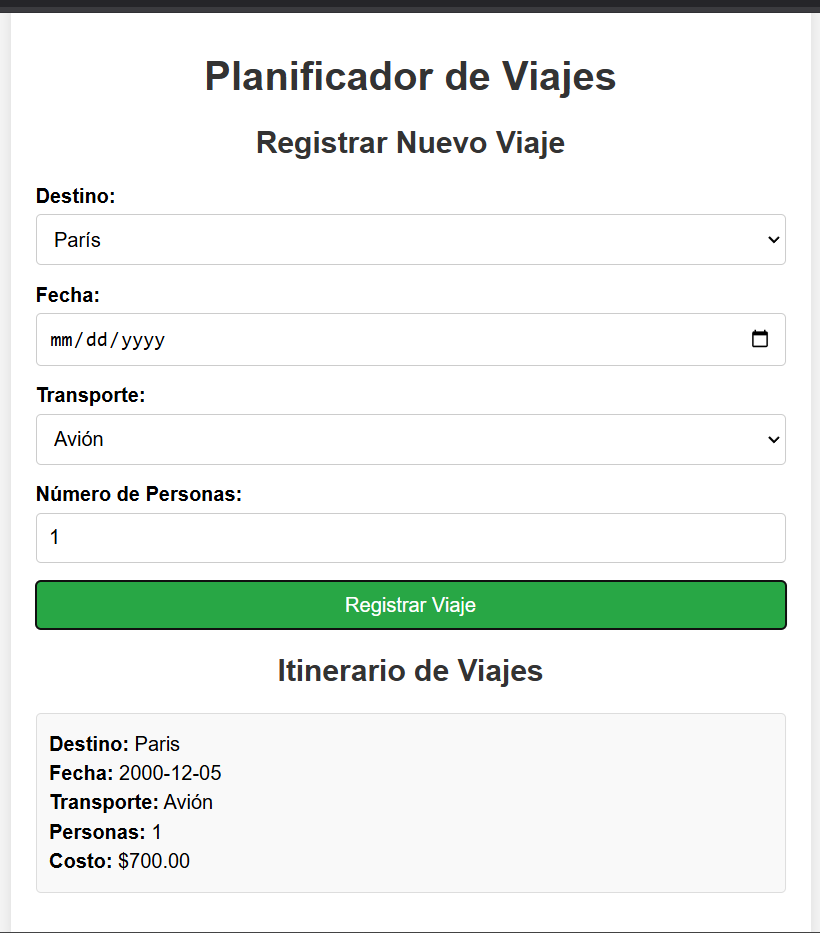 Planificador de Viajes
Registrar Nuevo Viaje
Destino:
París
Fecha:
mm/dd/yyyy
Transporte:
Avión
Número de Personas:
1
Registrar Viaje
Itinerario de Viajes
Destino: Paris
Fecha: 2000-12-05
Transporte: Avión
Personas: 1
Costo: $700.00